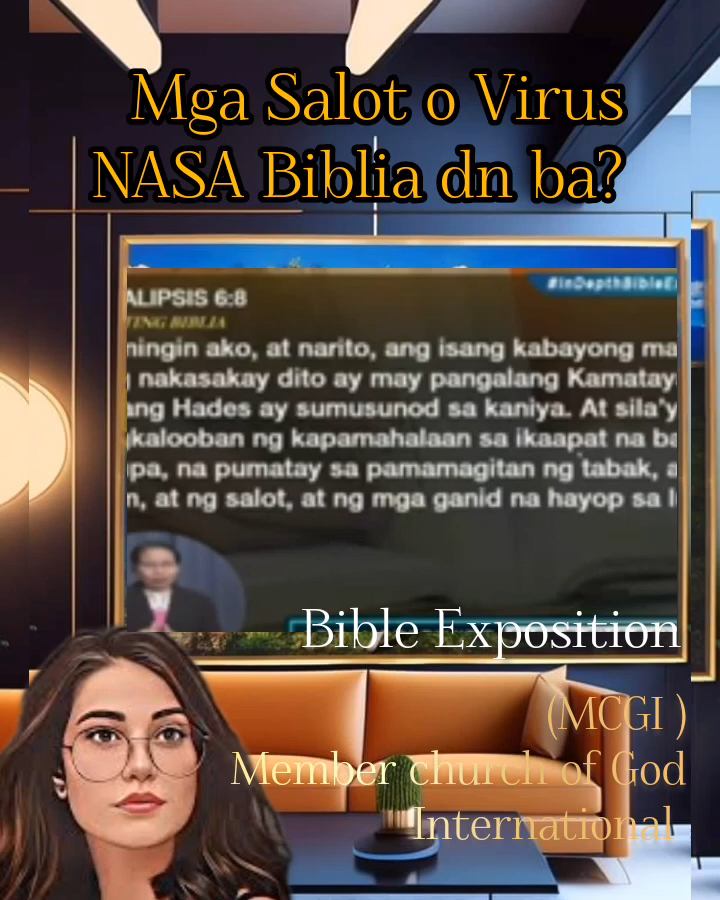 Mga Salot o Virus
NASA Biblia dn ba?
#InDepthBibleE
ALIPSIS 6:8
TING BIBLIA
ningin ako, at narito, ang isang kabayong ma
nakasakay dito ay may pangalang Kamatay
ang Hades ay sumusunod sa kaniya. At sila'y
kalooban ng kapamahalaan sa ikaapat na ba
pa, na pumatay sa pamamagitan ng tabak, a
n, at ng salot, at ng mga ganid na hayop sa l
Bible Exposition
(MCGI )
Member church of God
International